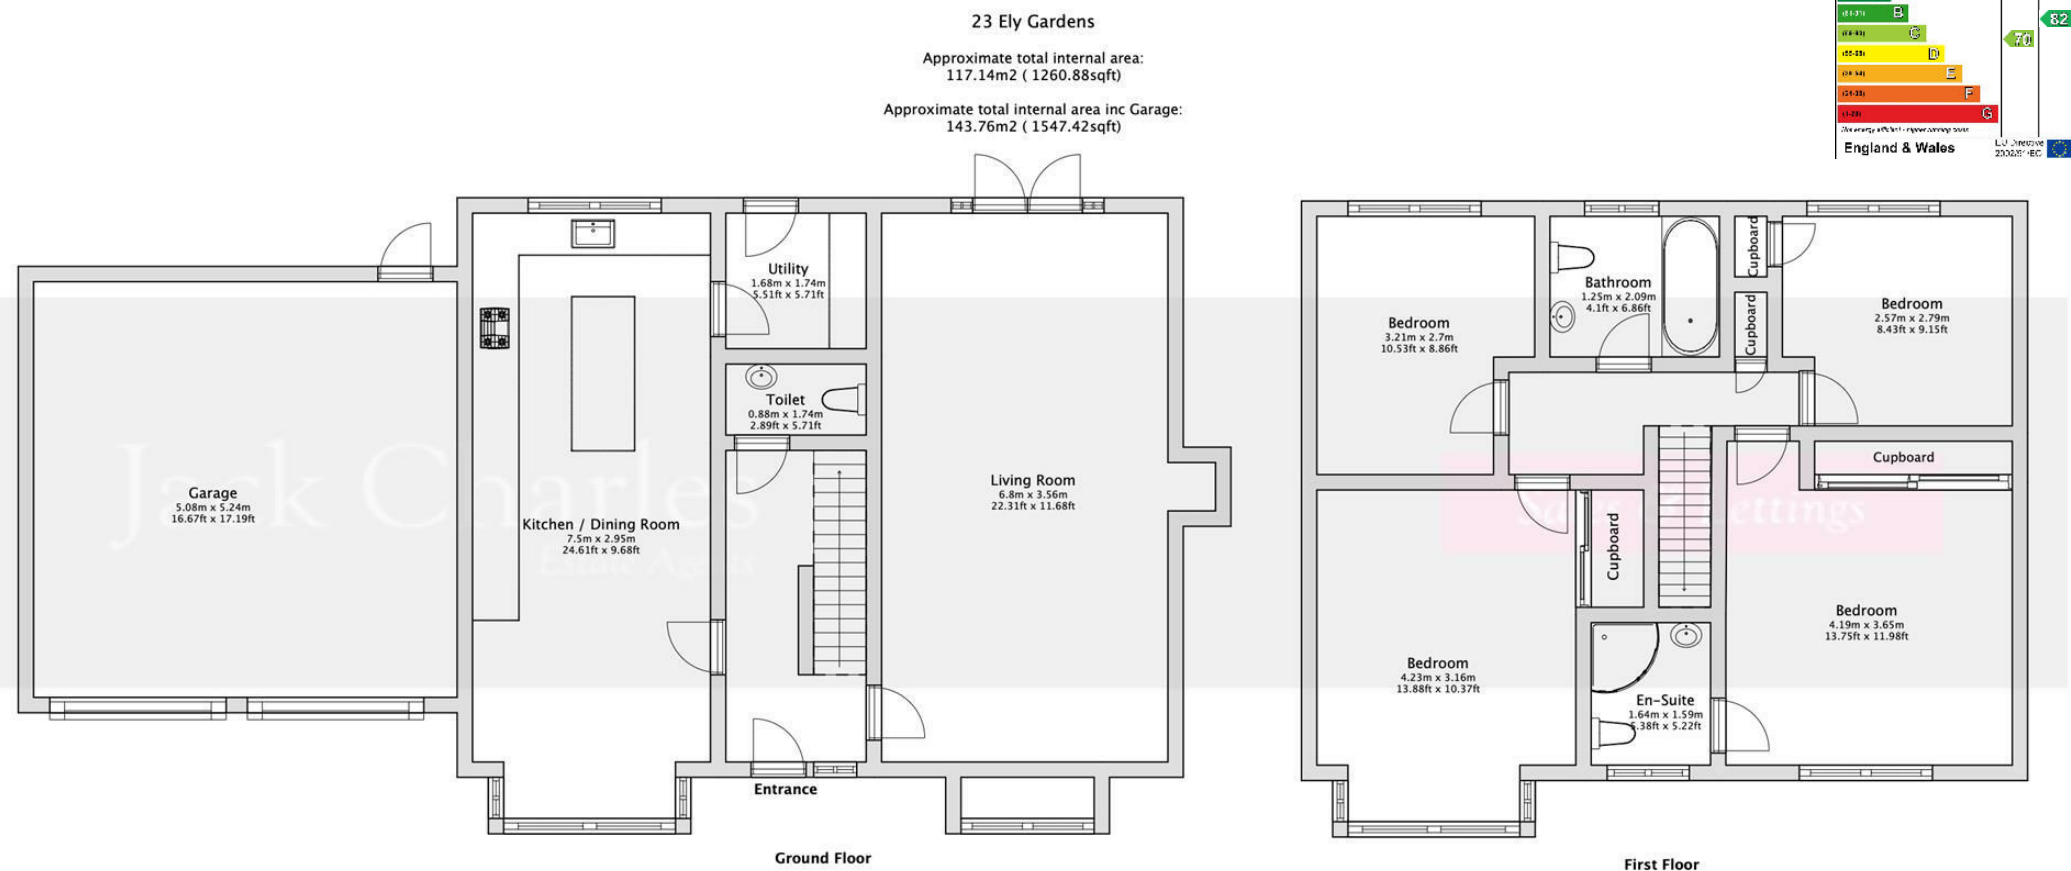 23 Ely Gardens
Approximate total internal area:
117.14m2 ( 1260.88sqft)
Approximate total internal area inc Garage:
143.76m2 ( 1547.42sqft)
B
C
D
E
F
G
82
70
England & Wales
Garage
5.08m x 5.24m
16.67ft x 17.19ft
Kitchen / Dining Room
7.5m x 2.95m
24.61ft x 9.68ft
Utility
1.68m x 1.74m
5.51ft x 5.71ft
Toilet
0.88m x 1.74m
2.89ft x 5.71ft
Living Room
6.8m x 3.56m
22.31ft x 11.68ft
Entrance
Ground Floor
Bedroom
3.21m x 2.7m
10.53ft x 8.86ft
Bathroom
1.25m x 2.09m
4.1ft x 6.86ft
Cupboard
Cupboard
Bedroom
2.57m x 2.79m
8.43ft x 9.15ft
Cupboard
Cupboard
Bedroom
4.23m x 3.16m
13.88ft x 10.37ft
En-Suite
1.64m x 1.59m
5.38ft x 5.22ft
Bedroom
4.19m x 3.65m
13.75ft x 11.98ft
First Floor
Jack Charles
Estate Agents
Sales & Lettings